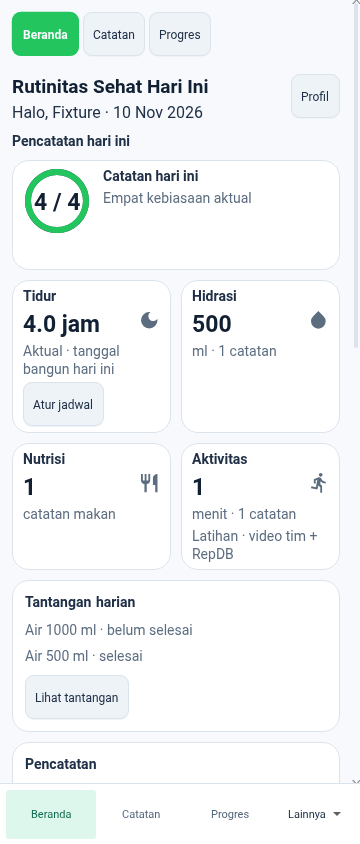 Beranda
Catatan
Progres
Rutinitas Sehat Hari Ini
Halo, Fixture · 10 Nov 2026
Profil
Pencatatan hari ini
4 / 4
Catatan hari ini
Empat kebiasaan aktual
Tidur
4.0 jam
Aktual · tanggal
bangun hari ini
Atur jadwal
Hidrasi
500
ml · 1 catatan
Nutrisi
1
catatan makan
Aktivitas
1
menit · 1 catatan
Latihan · video tim +
RepDB
Tantangan harian
Air 1000 ml · belum selesai
Air 500 ml · selesai
Lihat tantangan
Pencatatan
Beranda
Catatan
Progres
Lainnya